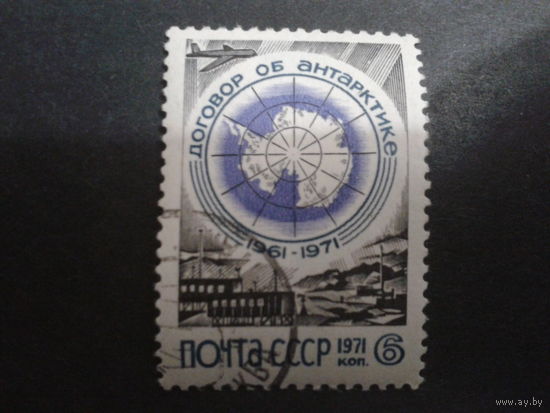 ДОГОВОР ОБ АНТАРКТИКЕ
1961-1971
ПОЧТА СССР 1971 КОП. 6
www.ay.by